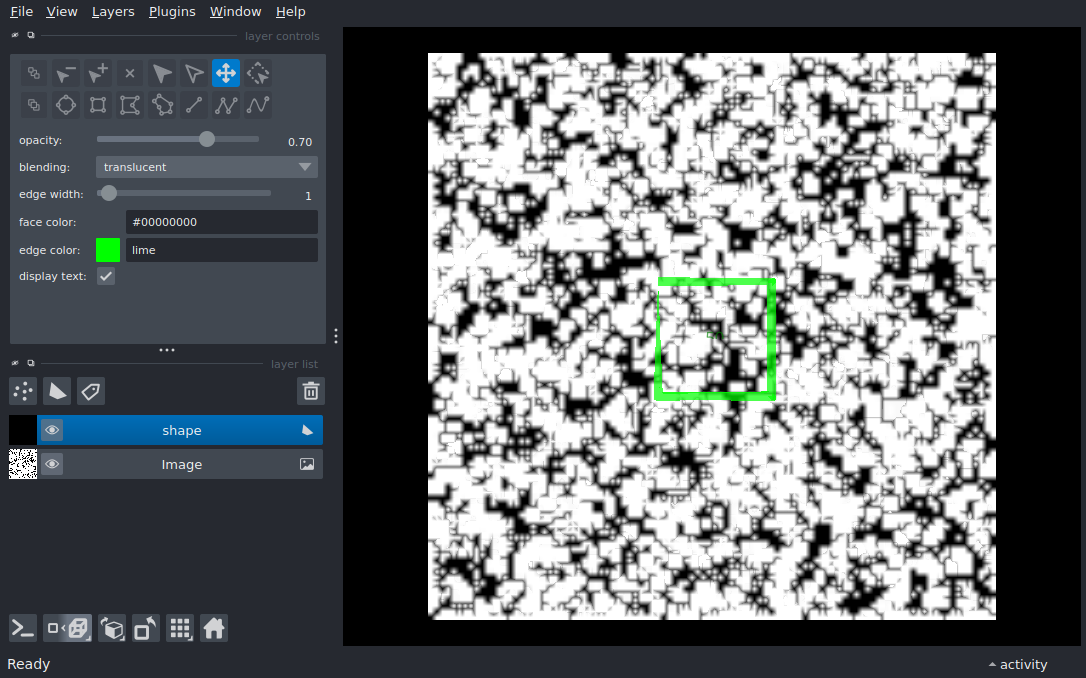 File View Layers Plugins Window Help
layer controls
opacity: 0.70
blending: translucent
edge width: 1
face color: #00000000
edge color: lime
display text:
layer list
shape
Image
Ready
activity